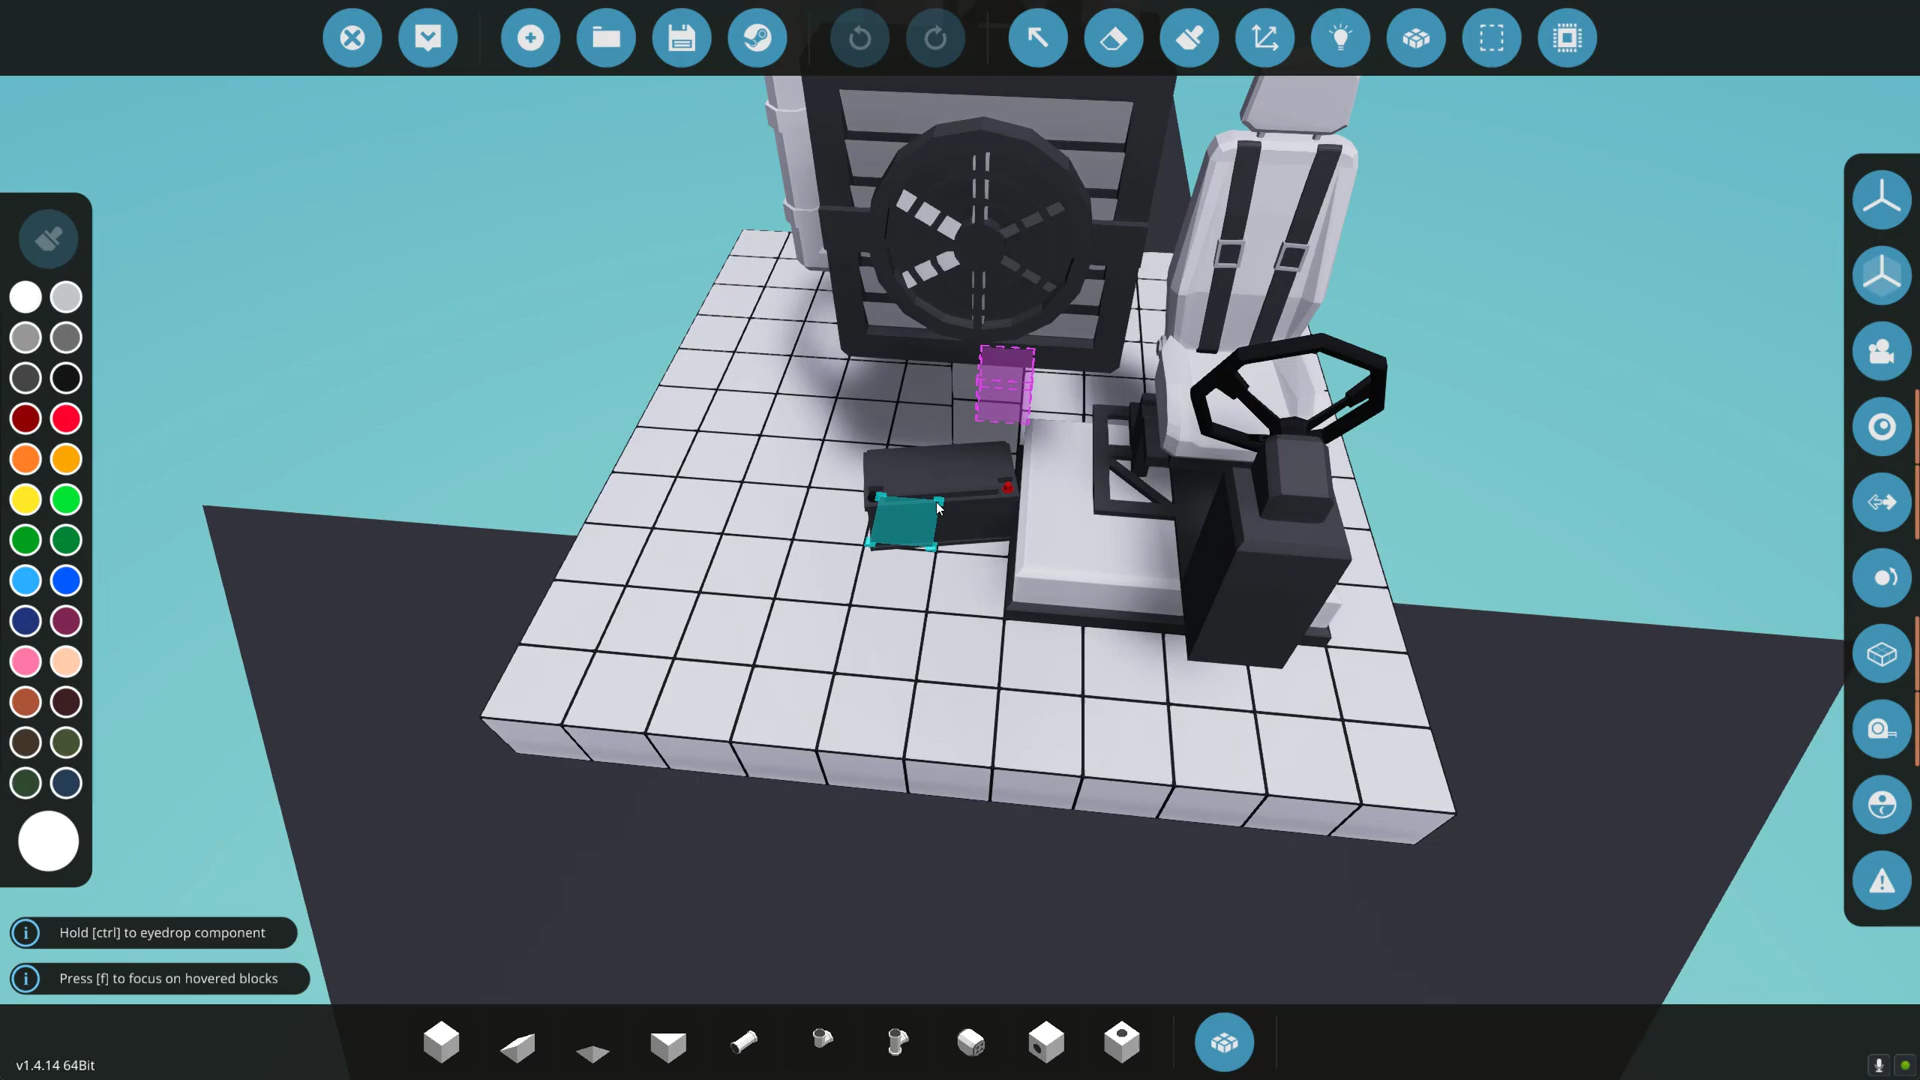 Hold [ctrl] to eyedrop component
Press [f] to focus on hovered blocks
v1.4.14 64Bit